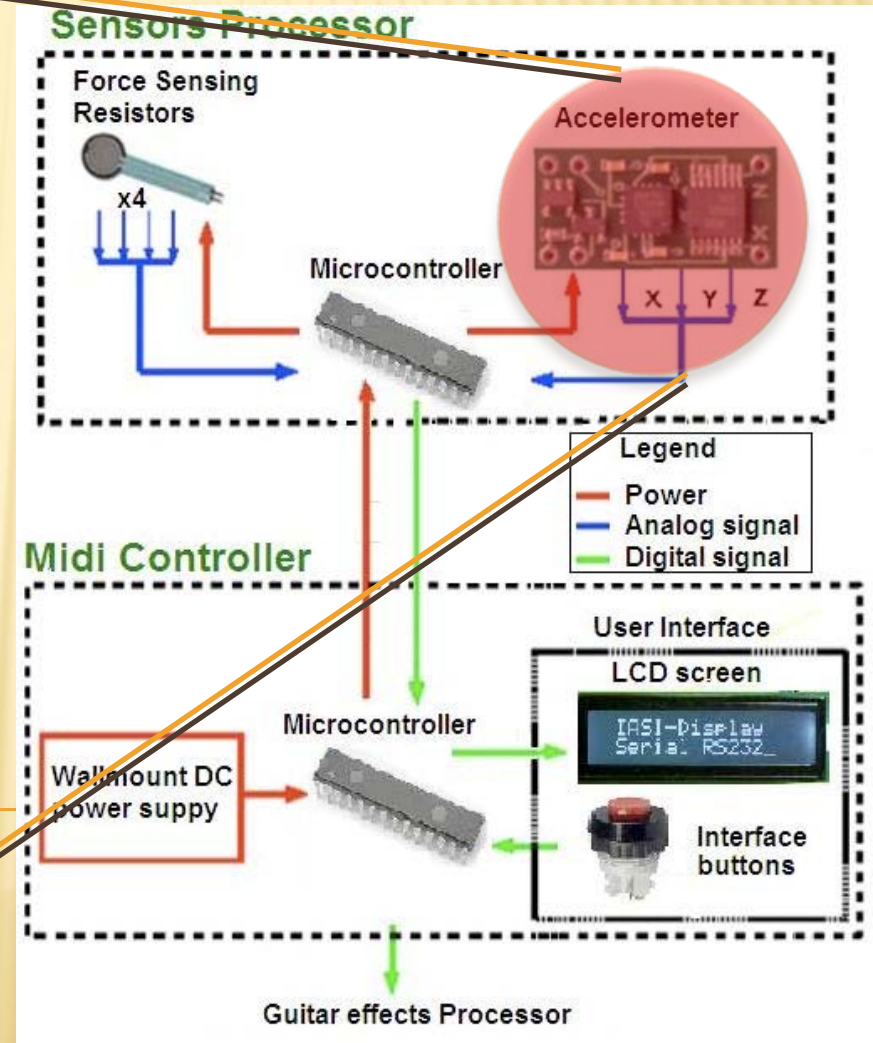 Sensors Processor
Force Sensing
Resistors
x4
Accelerometer
X Y Z
Microcontroller
Legend
Power
Analog signal
Digital signal
Midi Controller
User Interface
LCD screen
IASI-Display
Serial RS232_
Microcontroller
Wallmount DC
power suppy
Interface
buttons
Guitar effects Processor